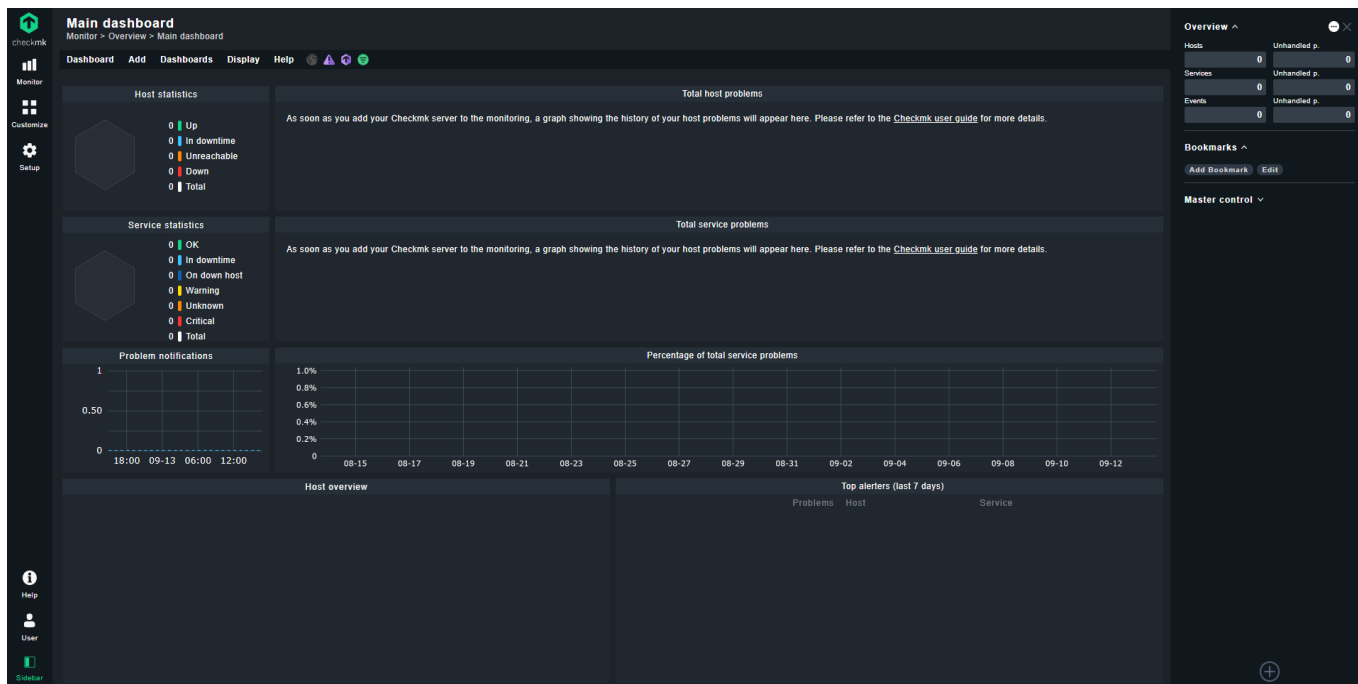 checkmk
Monitor
Customize
Setup
Help
User
Sidebar
Main dashboard
Monitor > Overview > Main dashboard
Dashboard Add Dashboards Display Help
Host statistics
0 Up
0 In downtime
0 Unreachable
0 Down
0 Total
Total host problems
As soon as you add your Checkmk server to the monitoring, a graph showing the history of your host problems will appear here. Please refer to the Checkmk user guide for more details.
Service statistics
0 OK
0 In downtime
0 On down host
0 Warning
0 Unknown
0 Critical
0 Total
Total service problems
As soon as you add your Checkmk server to the monitoring, a graph showing the history of your host problems will appear here. Please refer to the Checkmk user guide for more details.
Problem notifications
1
0.50
0
18:00 09-13 06:00 12:00
Percentage of total service problems
1.0%
0.8%
0.6%
0.4%
0.2%
0
08-15 08-17 08-19 08-21 08-23 08-25 08-27 08-29 08-31 09-02 09-04 09-06 09-08 09-10 09-12
Host overview
Top alerters (last 7 days)
Problems Host Service
Overview
Hosts Unhandled p.
0 0
Services Unhandled p.
0 0
Events Unhandled p.
0 0
Bookmarks
Add Bookmark Edit
Master control